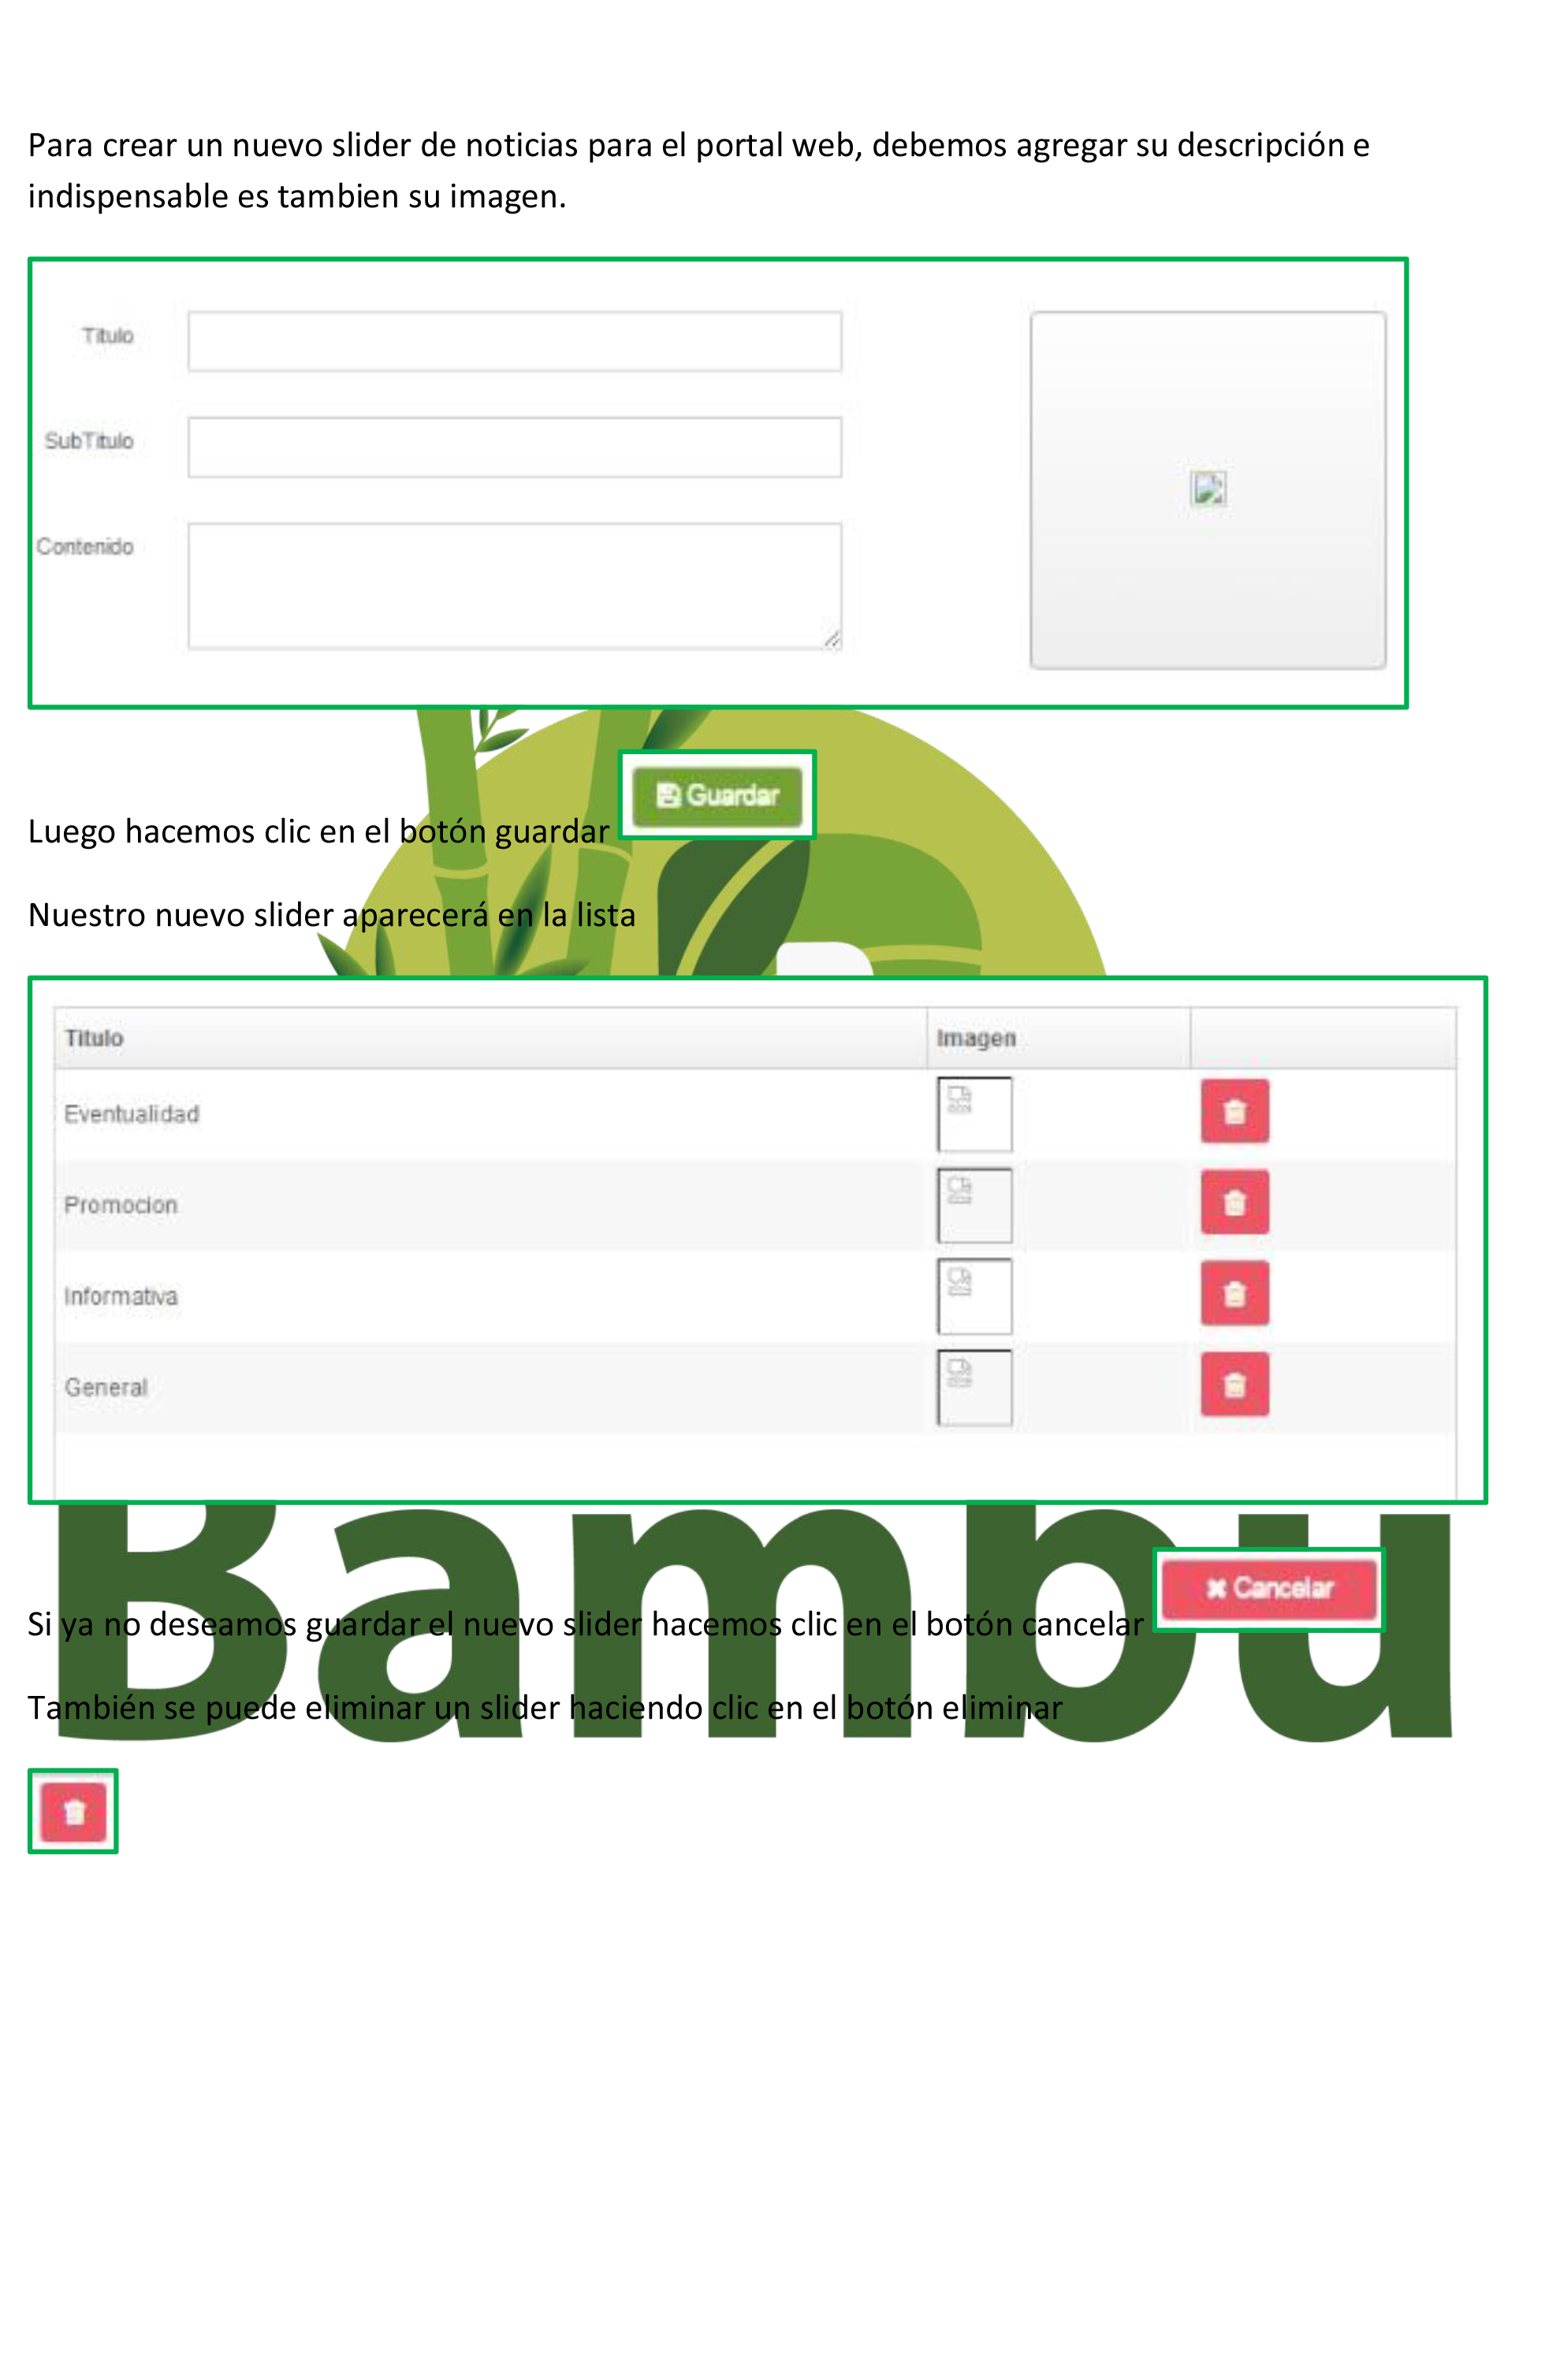 Para crear un nuevo slider de noticias para el portal web, debemos agregar su descripción e
indispensable es tambien su imagen.
Titulo
SubTitulo
Contenido
Luego hacemos clic en el botón guardar Guardar
Nuestro nuevo slider aparecerá en la lista
Titulo Imagen
Eventualidad
Promocion
Informativa
General
Bambu
Si ya no deseamos guardar el nuevo slider hacemos clic en el botón cancelar Cancelar
También se puede eliminar un slider haciendo clic en el botón eliminar